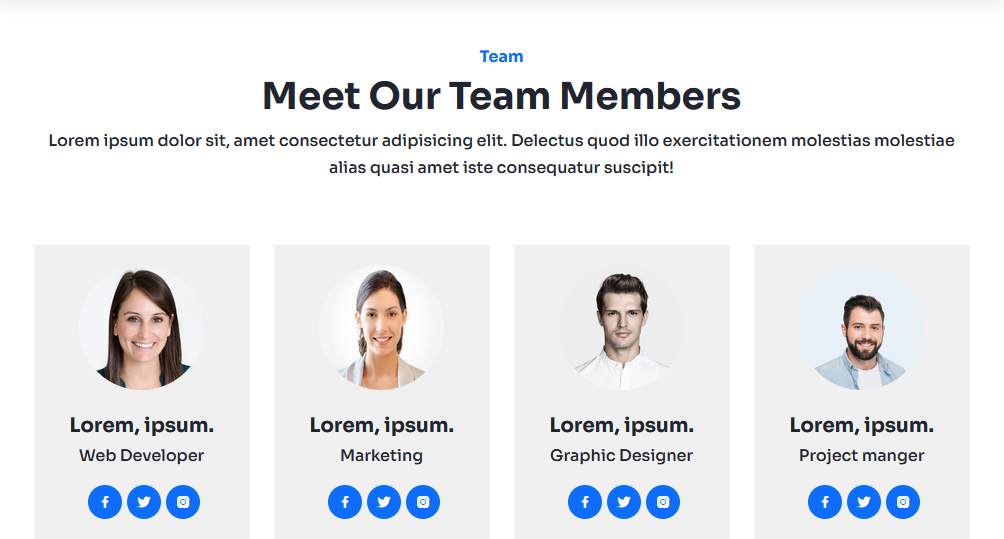 Team
Meet Our Team Members
Lorem ipsum dolor sit, amet consectetur adipisicing elit. Delectus quod illo exercitationem molestias molestiae
alias quasi amet iste consequatur suscipit!
Lorem, ipsum.
Web Developer
Lorem, ipsum.
Marketing
Lorem, ipsum.
Graphic Designer
Lorem, ipsum.
Project manger